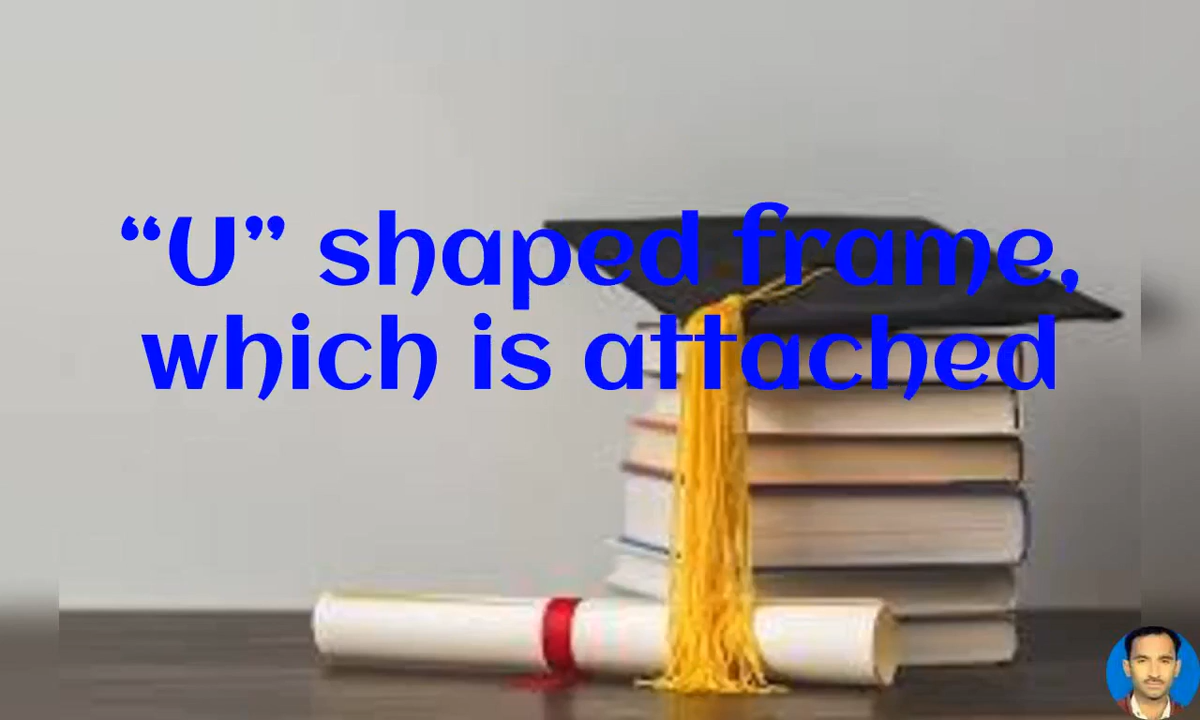 “U” shaped frame,
which is attached